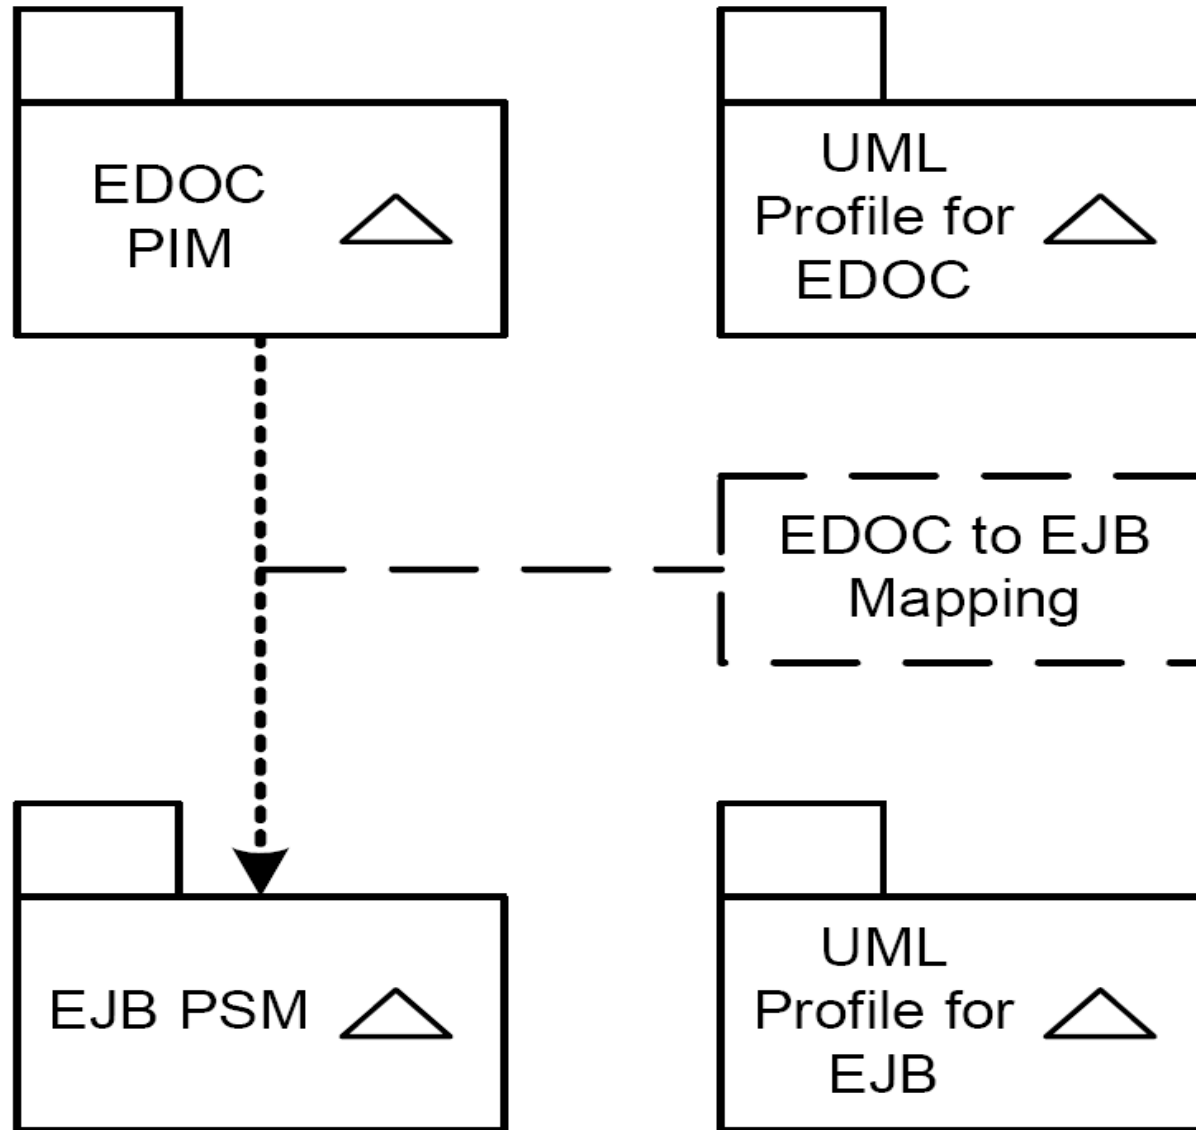 EDOC
PIM
UML
Profile for
EDOC
EDOC to EJB
Mapping
EJB PSM
UML
Profile for
EJB